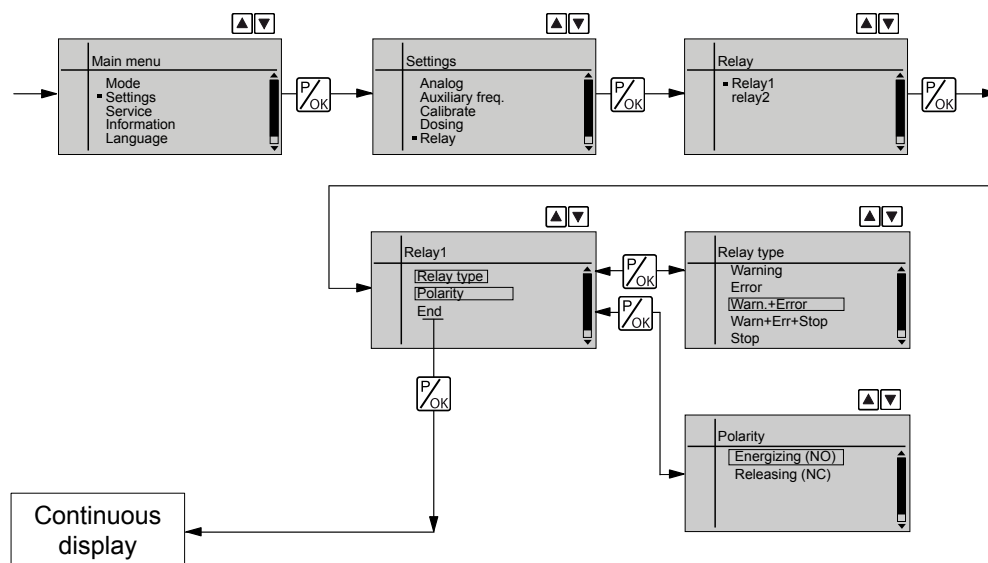 Main menu
Mode
Settings
Service
Information
Language
P/OK
Settings
Analog
Auxiliary freq.
Calibrate
Dosing
Relay
P/OK
Relay
Relay1
relay2
P/OK
Relay1
Relay type
Polarity
End
P/OK
P/OK
Relay type
Warning
Error
Warn.+Error
Warn+Err+Stop
Stop
P/OK
Polarity
Energizing (NO)
Releasing (NC)
Continuous
display